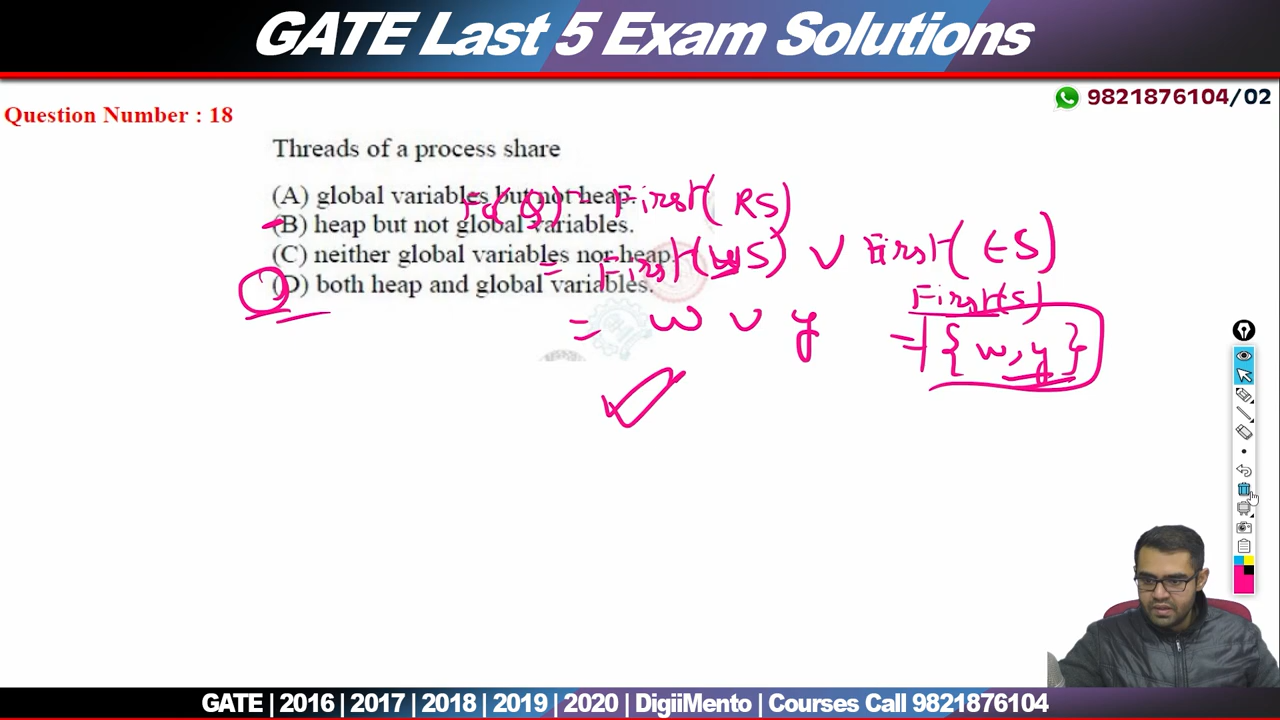 GATE Last 5 Exam Solutions
9821876104/02
Question Number : 18
Threads of a process share
(A) global variables but not heap.
(B) heap but not global variables.
(C) neither global variables nor heap.
(D) both heap and global variables.
Fo(Q) = First(RS)
= First(wS) ∪ First(ES)
First(S)
= w ∪ y = {w,y}
GATE | 2016 | 2017 | 2018 | 2019 | 2020 | DigiiMento | Courses Call 9821876104